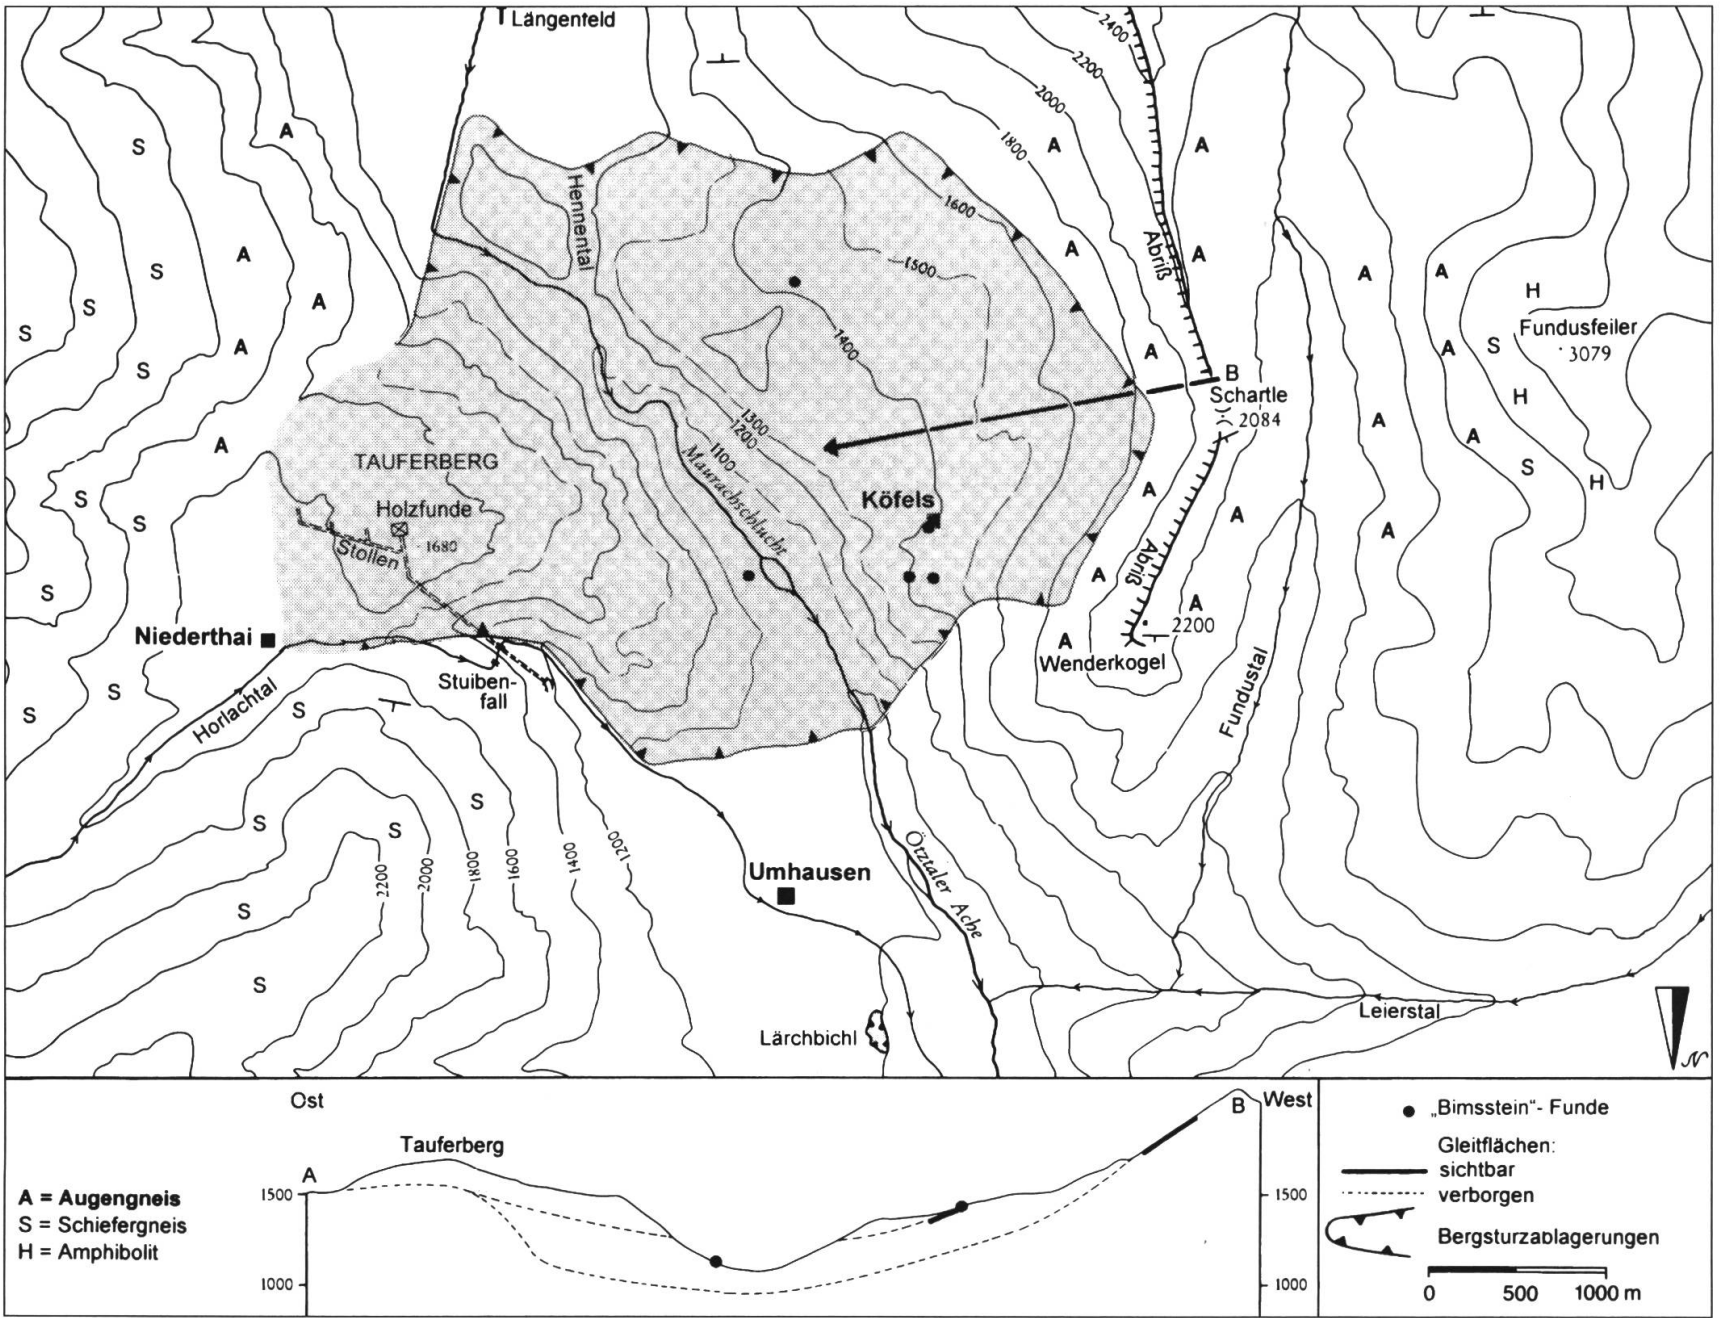 Längenfeld
2400
2200
2000
1800
1600
1500
1400
1300
1200
1100
A
A
A
A
S
A
A
A
Hennental
Abriß
S
A
A
A
H
S
A
Fundusfeiler
3079
S
A
A
A
S
S
B
Schartle
2084
H
A
A
S
TAUFERBERG
Maurachschlucht
A
S
H
S
S
Holzfunde
Stollen
1680
Köfels
A
A
A
S
Abriß
A
A
2200
A
Wenderkogel
Niederthai
Stuiben-
fall
Horlachtal
S
S
S
Fundustal
S
S
S
2200
2000
1800
1600
1400
1200
Umhausen
Ötztaler Ache
S
S
Lärchbichl
Leierstal
N
Ost
West
Tauferberg
A
B
1500
1000
1500
1000
A = Augengneis
S = Schiefergneis
H = Amphibolit
„Bimsstein“- Funde
Gleitflächen:
sichtbar
verborgen
Bergsturzablagerungen
0 500 1000 m